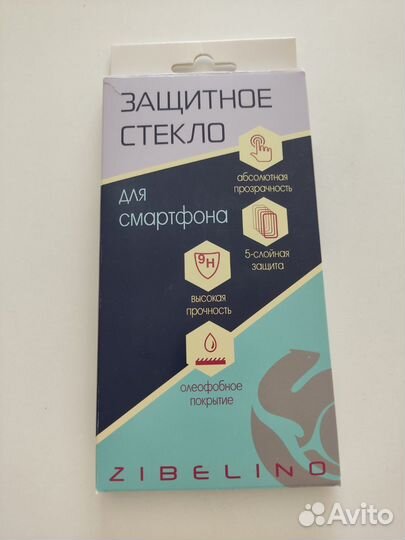 ЗАЩИТНОЕ
СТЕКЛО
абсолютная
прозрачность
для
смартфона
5-слойная
защита
9H
высокая
прочность
олеофобное
покрытие
ZIBELINO
Avito